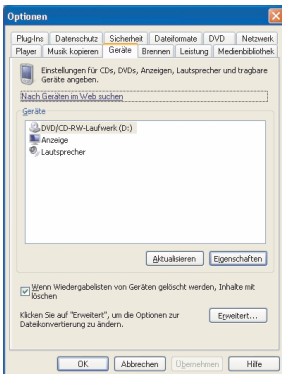 Optionen
Plug-Ins Datenschutz Sicherheit Dateiformate DVD Netzwerk
Player Musik kopieren Geräte Brennen Leistung Medienbibliothek
Einstellungen für CDs, DVDs, Anzeigen, Lautsprecher und tragbare
Geräte angeben.
Nach Geräten im Web suchen
Geräte
DVD/CD-RW-Laufwerk (D:)
Anzeige
Lautsprecher
Aktualisieren Eigenschaften
Wenn Wiedergabelisten von Geräten gelöscht werden, Inhalte mit
löschen
Klicken Sie auf "Erweitert", um die Optionen zur
Dateikonvertierung zu ändern.
Erweitert...
OK Abbrechen Übernehmen Hilfe